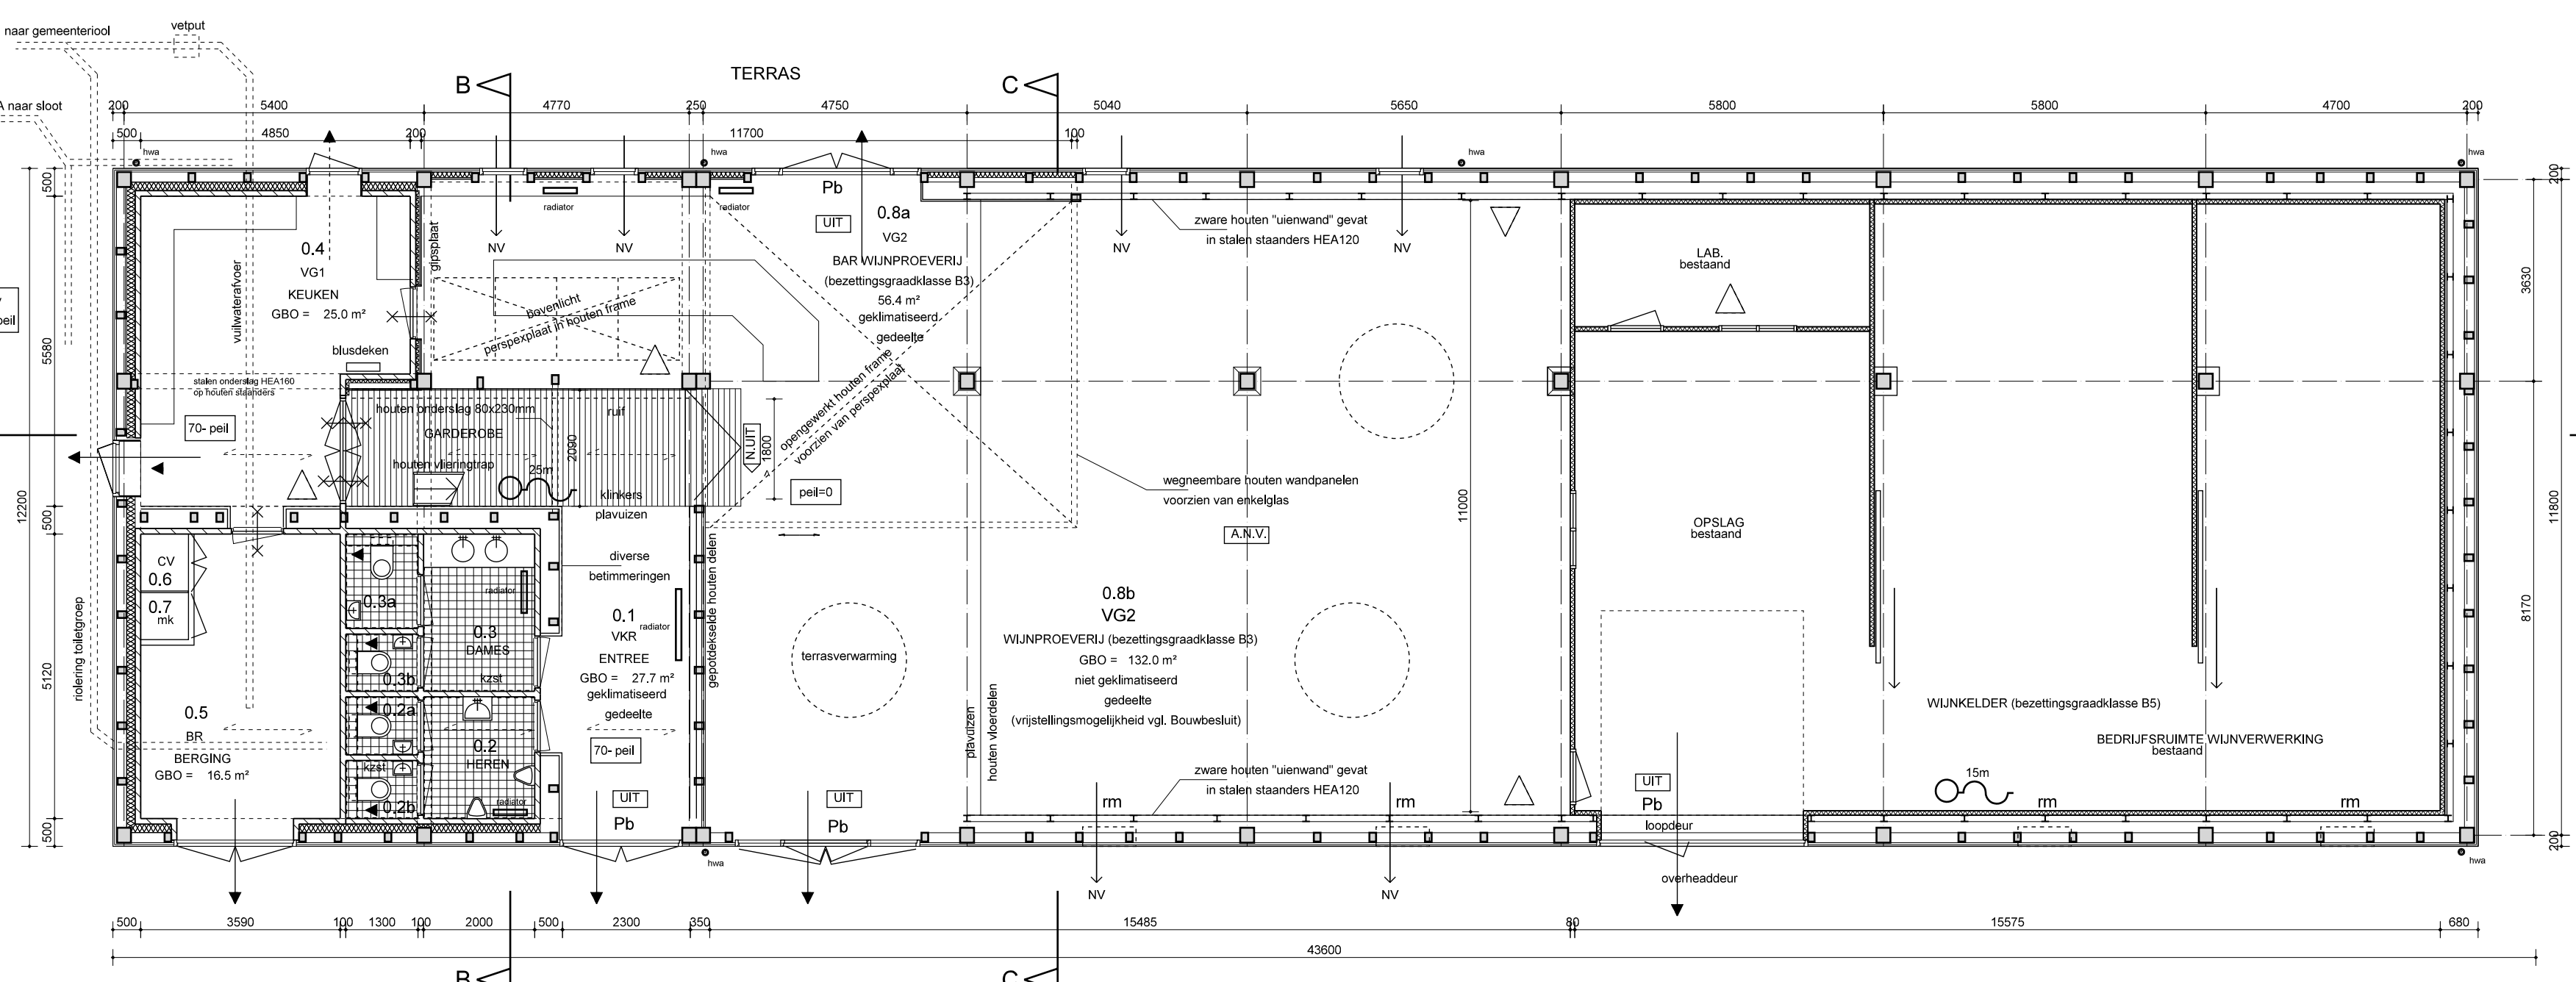 naar gemeenteriool
vetput
A naar sloot
B
TERRAS
C
200
5400
4770
250
4750
5040
5650
5800
5800
4700
200
500
4850
200
11700
100
hwa
hwa
hwa
hwa
500
200
Pb
radiator
radiator
UIT
0.8a
VG2
BAR WIJNPROEVERIJ
(bezettingsgraadklasse B3)
56.4 m²
geklimatiseerd
gedeelte
NV
NV
NV
NV
zware houten "uienwand" gevat
in stalen staanders HEA120
LAB.
bestaand
0.4
VG1
KEUKEN
GBO = 25.0 m²
gipsplaat
vuilwaterafvoer
bovenlicht
perspexplaat in houten frame
blusdeken
peil
3630
5580
stalen onderslag HEA160
op houten staanders
70- peil
houten onderslag 80x230mm
ruif
GARDEROBE
houten vlieringtrap
2090
25m
klinkers
plavuizen
N.UIT
1800
opengewerkt houten frame
voorzien van perspexplaat
peil=0
wegneembare houten wandpanelen
voorzien van enkelglas
A.N.V.
11000
OPSLAG
bestaand
12200
500
11800
CV
0.6
0.7
mk
0.3a
radiator
0.3
DAMES
kzst
0.3b
0.2a
0.2
HEREN
kzst
0.2b
radiator
diverse
betimmeringen
0.1
VKR
radiator
ENTREE
GBO = 27.7 m²
geklimatiseerd
gedeelte
70- peil
UIT
Pb
gepotdekselde houten delen
terrasverwarming
UIT
Pb
0.8b
VG2
WIJNPROEVERIJ (bezettingsgraadklasse B3)
GBO = 132.0 m²
niet geklimatiseerd
gedeelte
(vrijstellingsmogelijkheid vgl. Bouwbesluit)
plavuizen
houten vloerdelen
zware houten "uienwand" gevat
in stalen staanders HEA120
rm
rm
riolering toiletgroep
5120
0.5
BR
BERGING
GBO = 16.5 m²
500
8170
WIJNKELDER (bezettingsgraadklasse B5)
BEDRIJFSRUIMTE WIJNVERWERKING
bestaand
UIT
Pb
15m
rm
rm
loopdeur
overheaddeur
200
hwa
hwa
NV
NV
500
3590
100
1300
100
2000
500
2300
350
15485
80
15575
680
43600
B
C